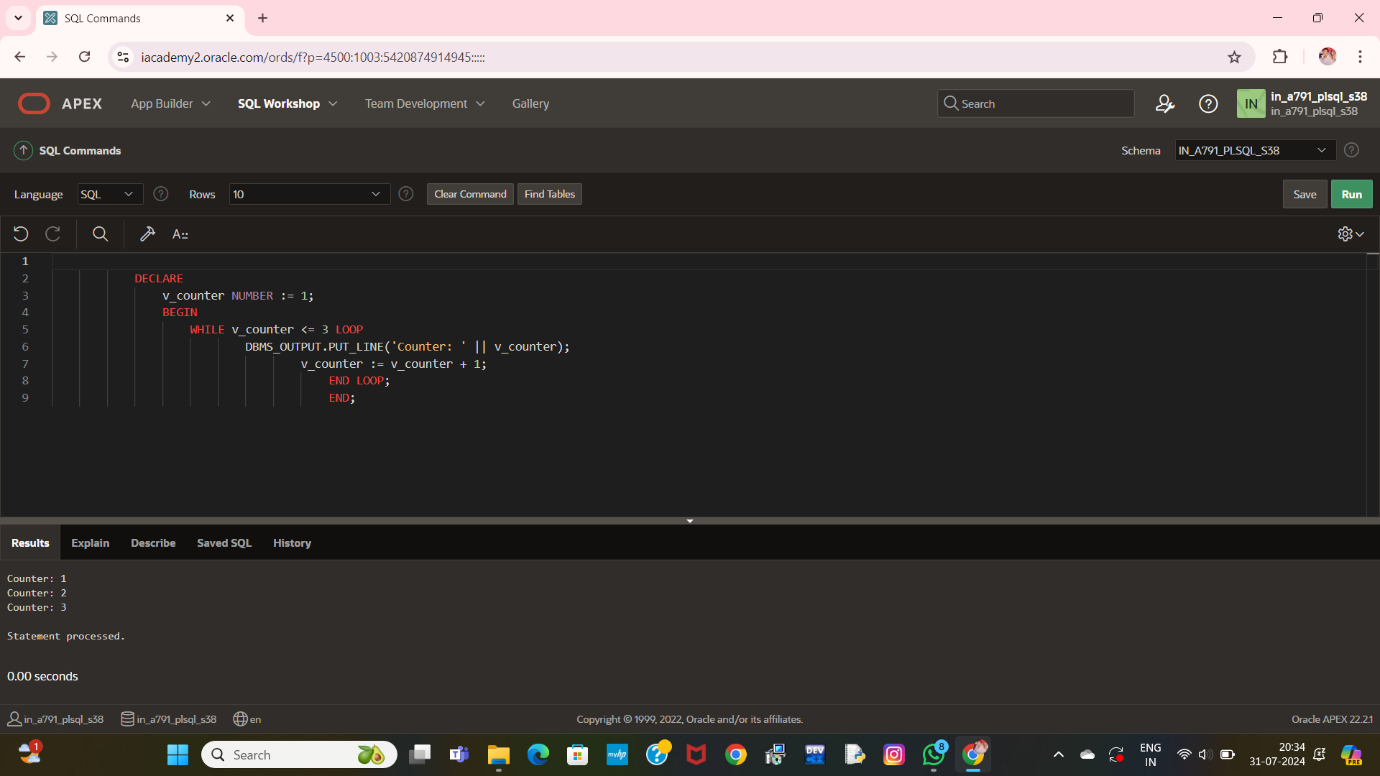 SQL Commands
iacademy2.oracle.com/ords/f?p=4500:1003:5420874914945:::::
APEX App Builder SQL Workshop Team Development Gallery Search IN in_a791_plsql_s38
in_a791_plsql_s38
SQL Commands Schema IN_A791_PLSQL_S38
Language SQL Rows 10 Clear Command Find Tables Save Run
1
2 DECLARE
3 v_counter NUMBER := 1;
4 BEGIN
5 WHILE v_counter <= 3 LOOP
6 DBMS_OUTPUT.PUT_LINE('Counter: ' || v_counter);
7 v_counter := v_counter + 1;
8 END LOOP;
9 END;
Results Explain Describe Saved SQL History
Counter: 1
Counter: 2
Counter: 3
Statement processed.
0.00 seconds
in_a791_plsql_s38 in_a791_plsql_s38 en Copyright © 1999, 2022, Oracle and/or its affiliates. Oracle APEX 22.2.1
1 Search myhp DEV 8 ENG 20:34 PRE
IN 31-07-2024